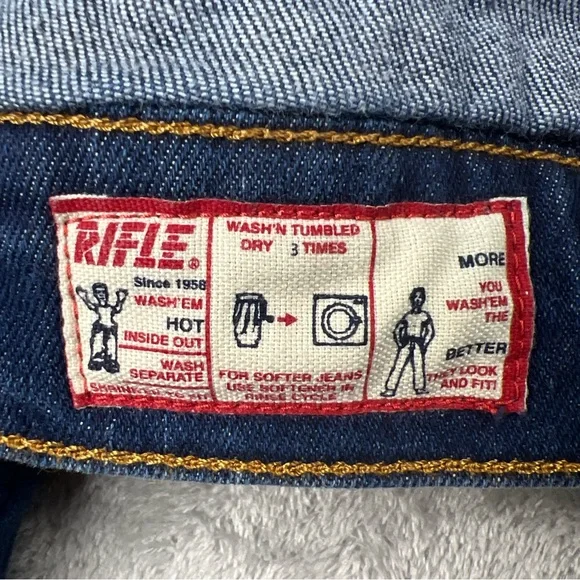 RIFLE®
Since 1958
WASH'EM
HOT
INSIDE OUT
WASH
SEPARATE
WASH'N TUMBLED
DRY 3 TIMES
FOR SOFTER JEANS
USE SOFTENER IN
RINSE CYCLE
MORE
YOU
WASH'EM
THE
BETTER
THEY LOOK
AND FIT!